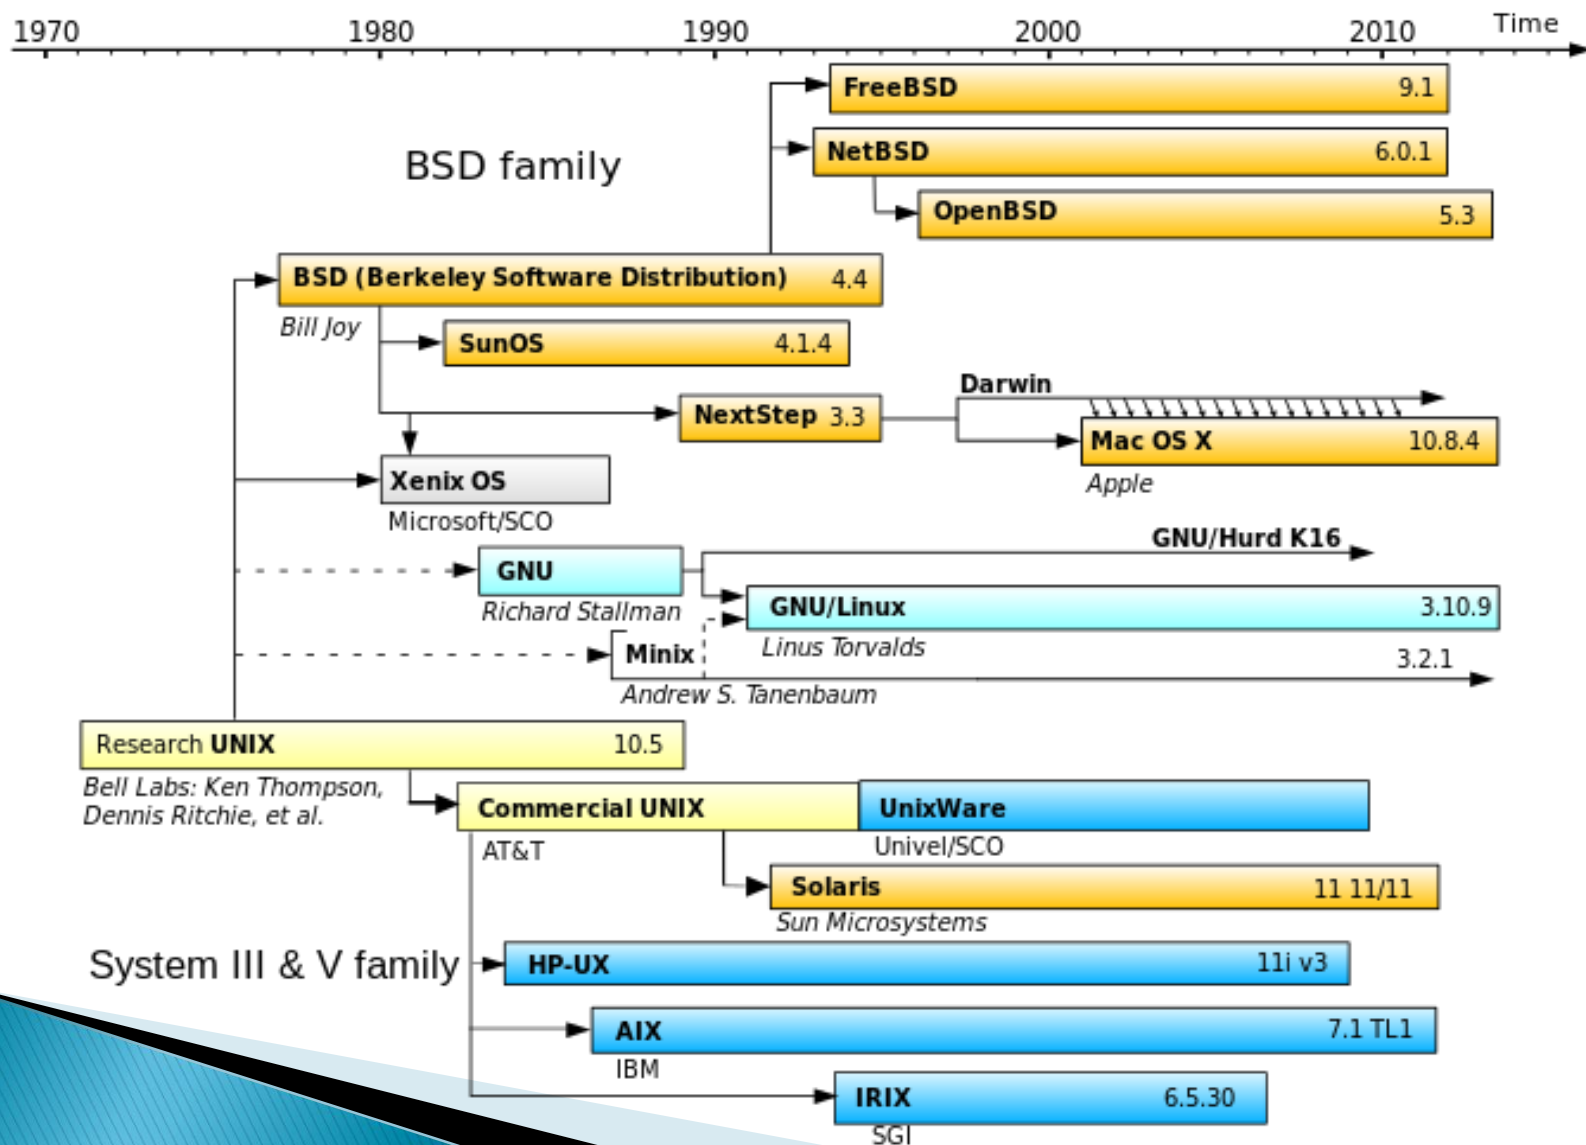 1970 1980 1990 2000 2010 Time
FreeBSD 9.1
BSD family
NetBSD 6.0.1
OpenBSD 5.3
BSD (Berkeley Software Distribution) 4.4
Bill Joy
SunOS 4.1.4
Darwin
NextStep 3.3
Mac OS X 10.8.4
Apple
Xenix OS
Microsoft/SCO
GNU/Hurd K16
GNU
Richard Stallman
GNU/Linux 3.10.9
Linus Torvalds
Minix 3.2.1
Andrew S. Tanenbaum
Research UNIX 10.5
Bell Labs: Ken Thompson,
Dennis Ritchie, et al.
Commercial UNIX
UnixWare
AT&T
Univel/SCO
Solaris 11 11/11
Sun Microsystems
System III & V family
HP-UX 11i v3
AIX 7.1 TL1
IBM
IRIX 6.5.30
SGI